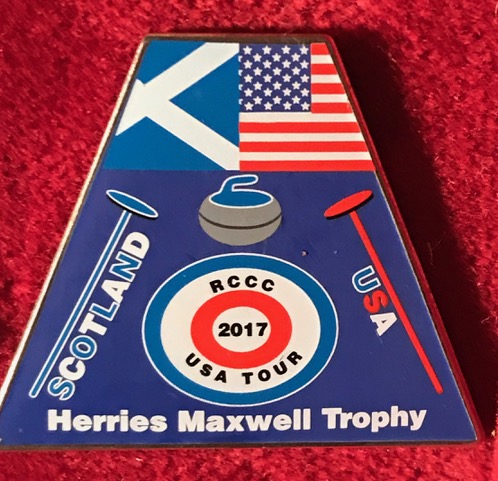 SCOTLAND
USA
RCCC
2017
USA TOUR
Herries Maxwell Trophy